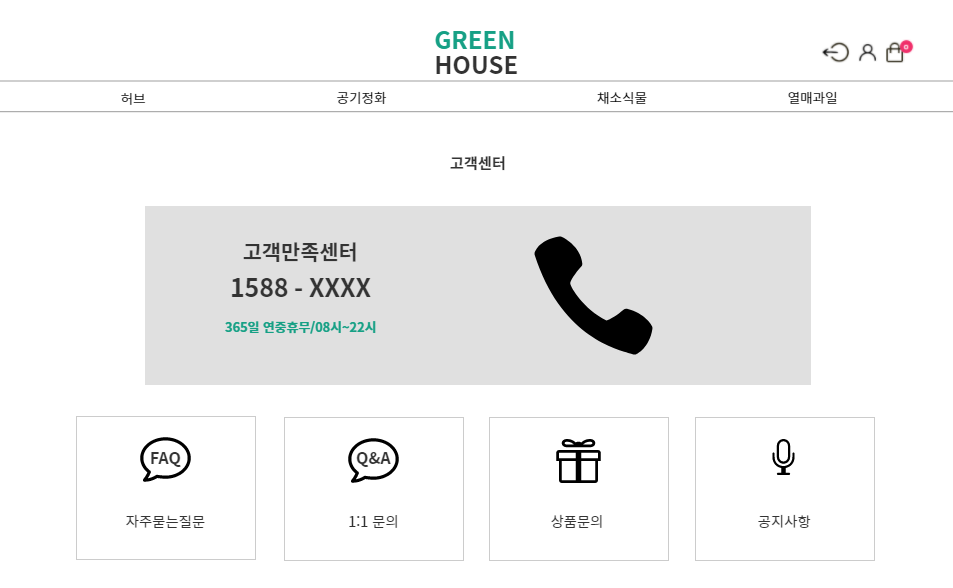 GREEN
HOUSE
0
허브 공기정화 채소식물 열매과일
고객센터
고객만족센터
1588 - XXXX
365일 연중휴무/08시~22시
FAQ
자주묻는질문
Q&A
1:1 문의
상품문의
공지사항